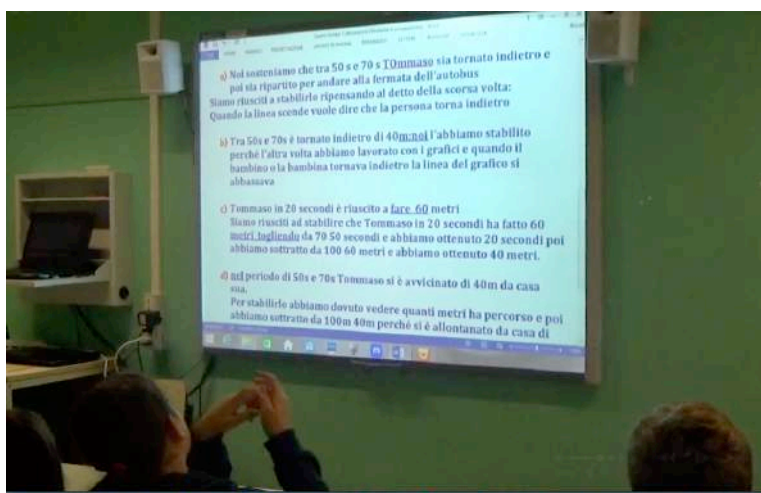 a) Noi sosteniamo che tra 50 s e 70 s TOmmaso sia tornato indietro e
poi sia ripartito per andare alla fermata dell'autobus
Siamo riusciti a stabilirlo ripensando al detto della scorsa volta:
Quando la linea scende vuole dire che la persona torna indietro
b) Tra 50s e 70s è tornato indietro di 40m:noi l'abbiamo stabilito
perché l'altra volta abbiamo lavorato con i grafici e quando il
bambino o la bambina tornava indietro la linea del grafico si
abbassava
c) Tommaso in 20 secondi è riuscito a fare 60 metri
Siamo riusciti ad stabilire che Tommaso in 20 secondi ha fatto 60
metri togliendo da 70 50 secondi e abbiamo ottenuto 20 secondi poi
abbiamo sottratto da 100 60 metri e abbiamo ottenuto 40 metri.
d) nel periodo di 50s e 70s Tommaso si è avvicinato di 40m da casa
sua.
Per stabilirlo abbiamo dovuto vedere quanti metri ha percorso e poi
abbiamo sottratto da 100m 40m perché si è allontanato da casa di